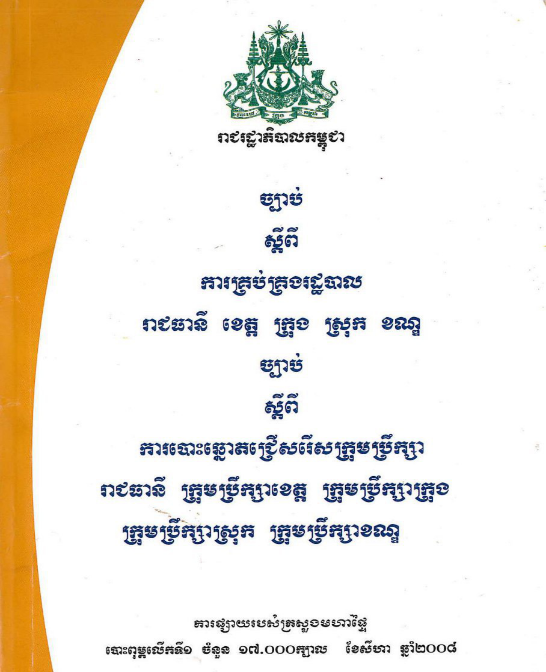 រាជរដ្ឋាភិបាលកម្ពុជា
ច្បាប់
ស្តីពី
ការគ្រប់គ្រងរដ្ឋបាល
រាជធានី ខេត្ត ក្រុង ស្រុក ខណ្ឌ
ច្បាប់
ស្តីពី
ការបោះឆ្នោតជ្រើសរើសក្រុមប្រឹក្សា
រាជធានី ក្រុមប្រឹក្សាខេត្ត ក្រុមប្រឹក្សាក្រុង
ក្រុមប្រឹក្សាស្រុក ក្រុមប្រឹក្សាខណ្ឌ
ការផ្សាយរបស់ក្រសួងមហាផ្ទៃ
បោះពុម្ពលើកទី១ ចំនួន ១៧.០០០ក្បាល ខែសីហា ឆ្នាំ២០០៨